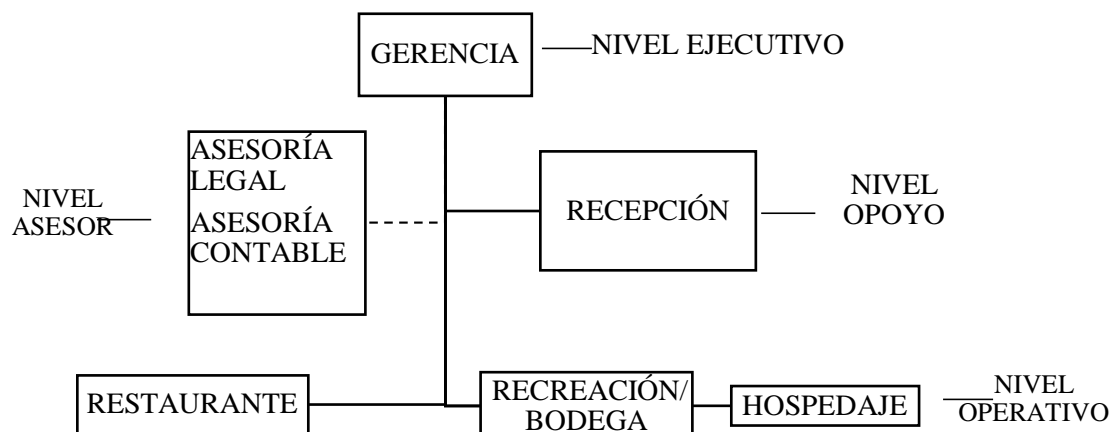 GERENCIA
NIVEL EJECUTIVO
ASESORÍA
LEGAL
ASESORÍA
CONTABLE
NIVEL
ASESOR
RECEPCIÓN
NIVEL
OPOYO
RESTAURANTE
RECREACIÓN/
BODEGA
HOSPEDAJE
NIVEL
OPERATIVO